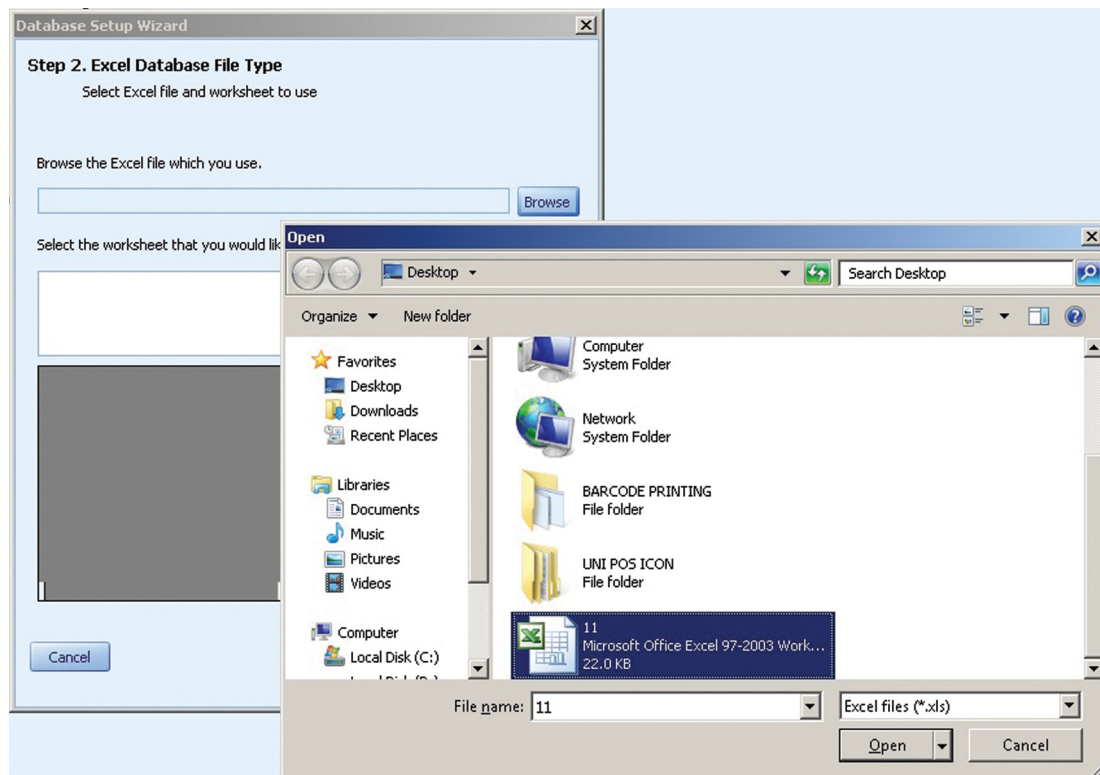 Database Setup Wizard
Step 2. Excel Database File Type
Select Excel file and worksheet to use
Browse the Excel file which you use.
Browse
Select the worksheet that you would
Open
Desktop
Search Desktop
Organize
New folder
Favorites
Desktop
Downloads
Recent Places
Libraries
Documents
Music
Pictures
Videos
Computer
Local Disk (C:)
Computer
System Folder
Network
System Folder
BARCODE PRINTING
File folder
UNI POS ICON
File folder
11
Microsoft Office Excel 97-2003 Work...
22.0 KB
Cancel
File name: 11
Excel files (*.xls)
Open
Cancel